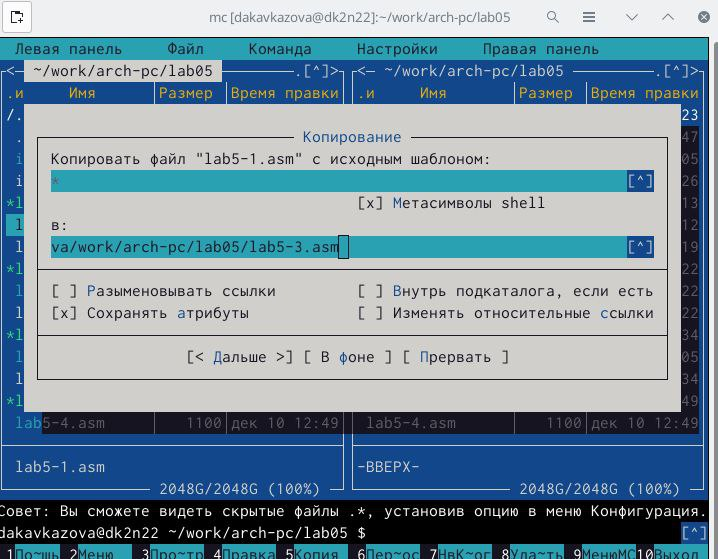 mc [dakavkazova@dk2n22]:~/work/arch-pc/lab05
Левая панель Файл Команда Настройки Правая панель
<— ~/work/arch-pc/lab05 .[^]> <— ~/work/arch-pc/lab05 .[^]>
.и Имя Размер Время правки .и Имя Размер Время правки
/. 23
Копирование
47
Копировать файл "lab5-1.asm" с исходным шаблоном:
05
* [^]
26
[x] Метасимволы shell
13
в:
12
va/work/arch-pc/lab05/lab5-3.asm [^]
19
22
[ ] Разыменовывать ссылки [ ] Внутрь подкаталога, если есть
22
[x] Сохранять атрибуты [ ] Изменять относительные ссылки
22
34
[< Дальше >] [ В фоне ] [ Прервать ]
05
34
49
lab5-4.asm 1100 дек 10 12:49 lab5-4.asm 1100 дек 10 12:49
lab5-1.asm -ВВЕРХ-
2048G/2048G (100%) 2048G/2048G (100%)
Совет: Вы сможете видеть скрытые файлы .*, установив опцию в меню Конфигурация.
dakavkazova@dk2n22 ~/work/arch-pc/lab05 $ [^]
1По~шь 2Меню 3Про~тр 4Правка 5Копия 6Пер~ос 7НвК~ог 8Уда~ть 9МенюМС 10Выход